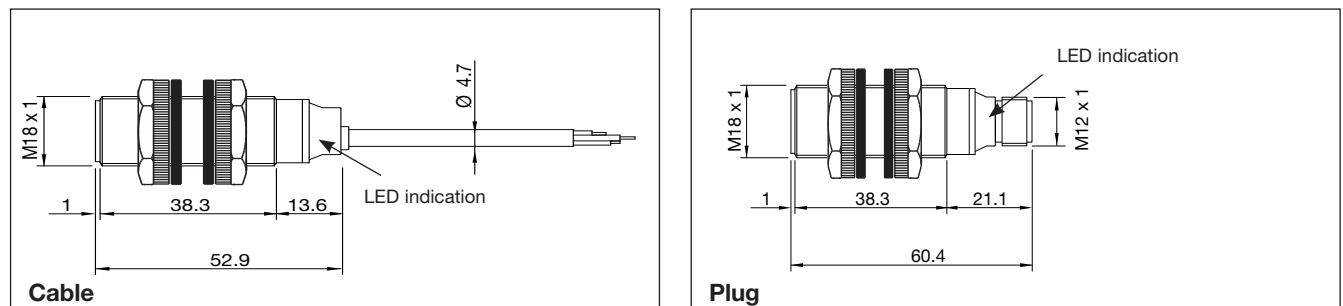 M18 x 1
Ø 4.7
LED indication
1
38.3
13.6
52.9
Cable
LED indication
M18 x 1
M12 x 1
1
38.3
21.1
60.4
Plug